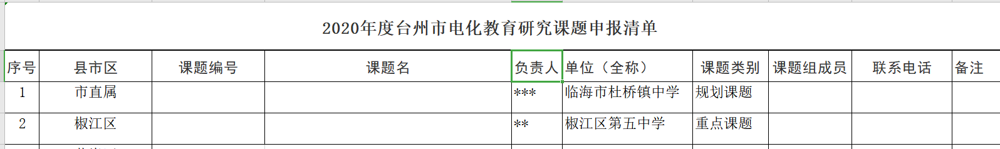 2020年度台州市电化教育研究课题申报清单
序号 县市区 课题编号 课题名 负责人 单位（全称） 课题类别 课题组成员 联系电话 备注
1 市直属 *** 临海市杜桥镇中学 规划课题
2 椒江区 ** 椒江区第五中学 重点课题